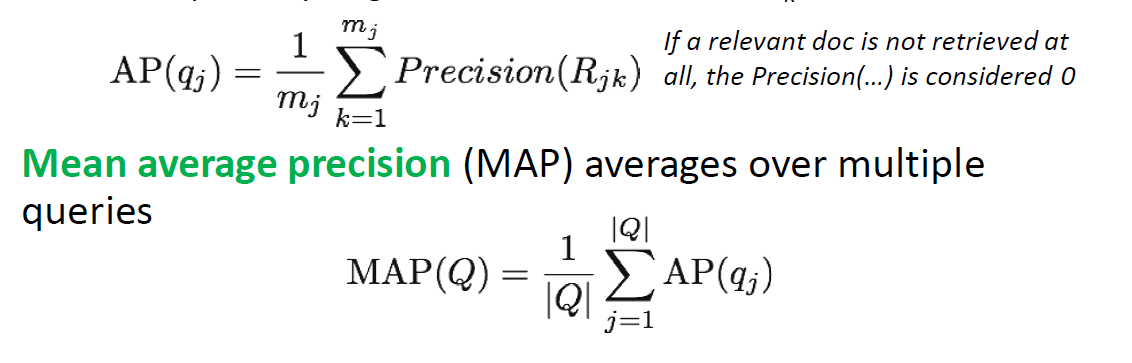 AP(q_j) = \frac{1}{m_j} \sum_{k=1}^{m_j} Precision(R_{jk})
If a relevant doc is not retrieved at
all, the Precision(...) is considered 0
Mean average precision (MAP) averages over multiple
queries
MAP(Q) = \frac{1}{|Q|} \sum_{j=1}^{|Q|} AP(q_j)